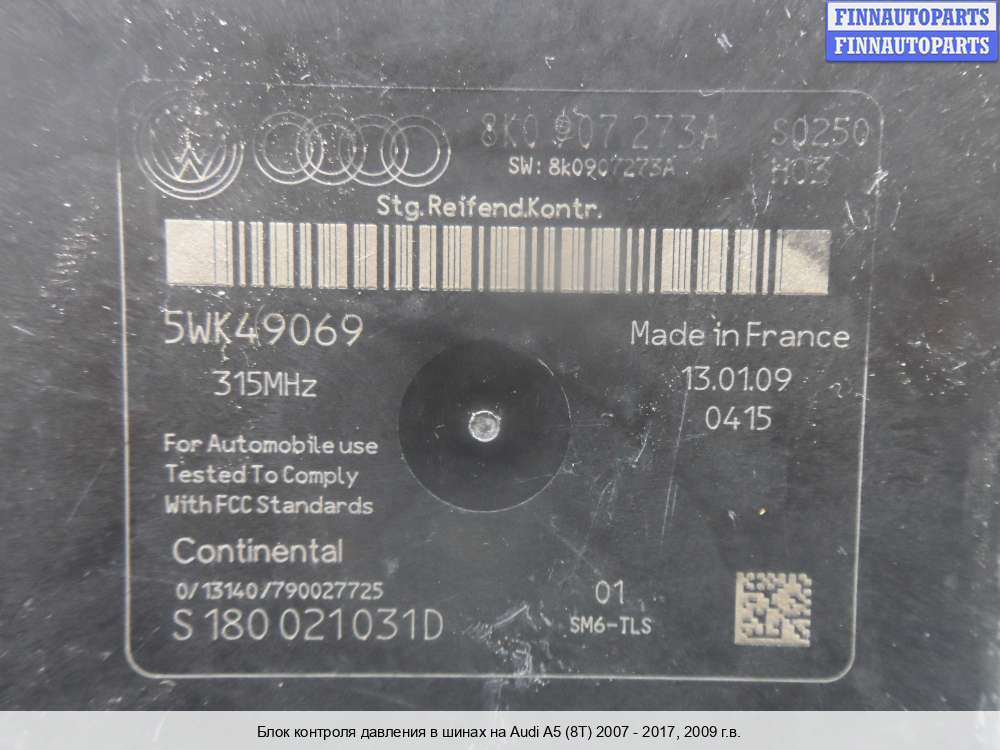 FINNAUTOPARTS
FINNAUTOPARTS
8K0 907 273A S0250
SW: 8k0907273A H03
Stg.Reifend.Kontr.
5WK49069 Made in France
315MHz 13.01.09
0415
For Automobile use
Tested To Comply
With FCC Standards
Continental
0/13140/790027725 01
S 180 021 031D SM6-TLS
Блок контроля давления в шинах на Audi A5 (8T) 2007 - 2017, 2009 г.в.